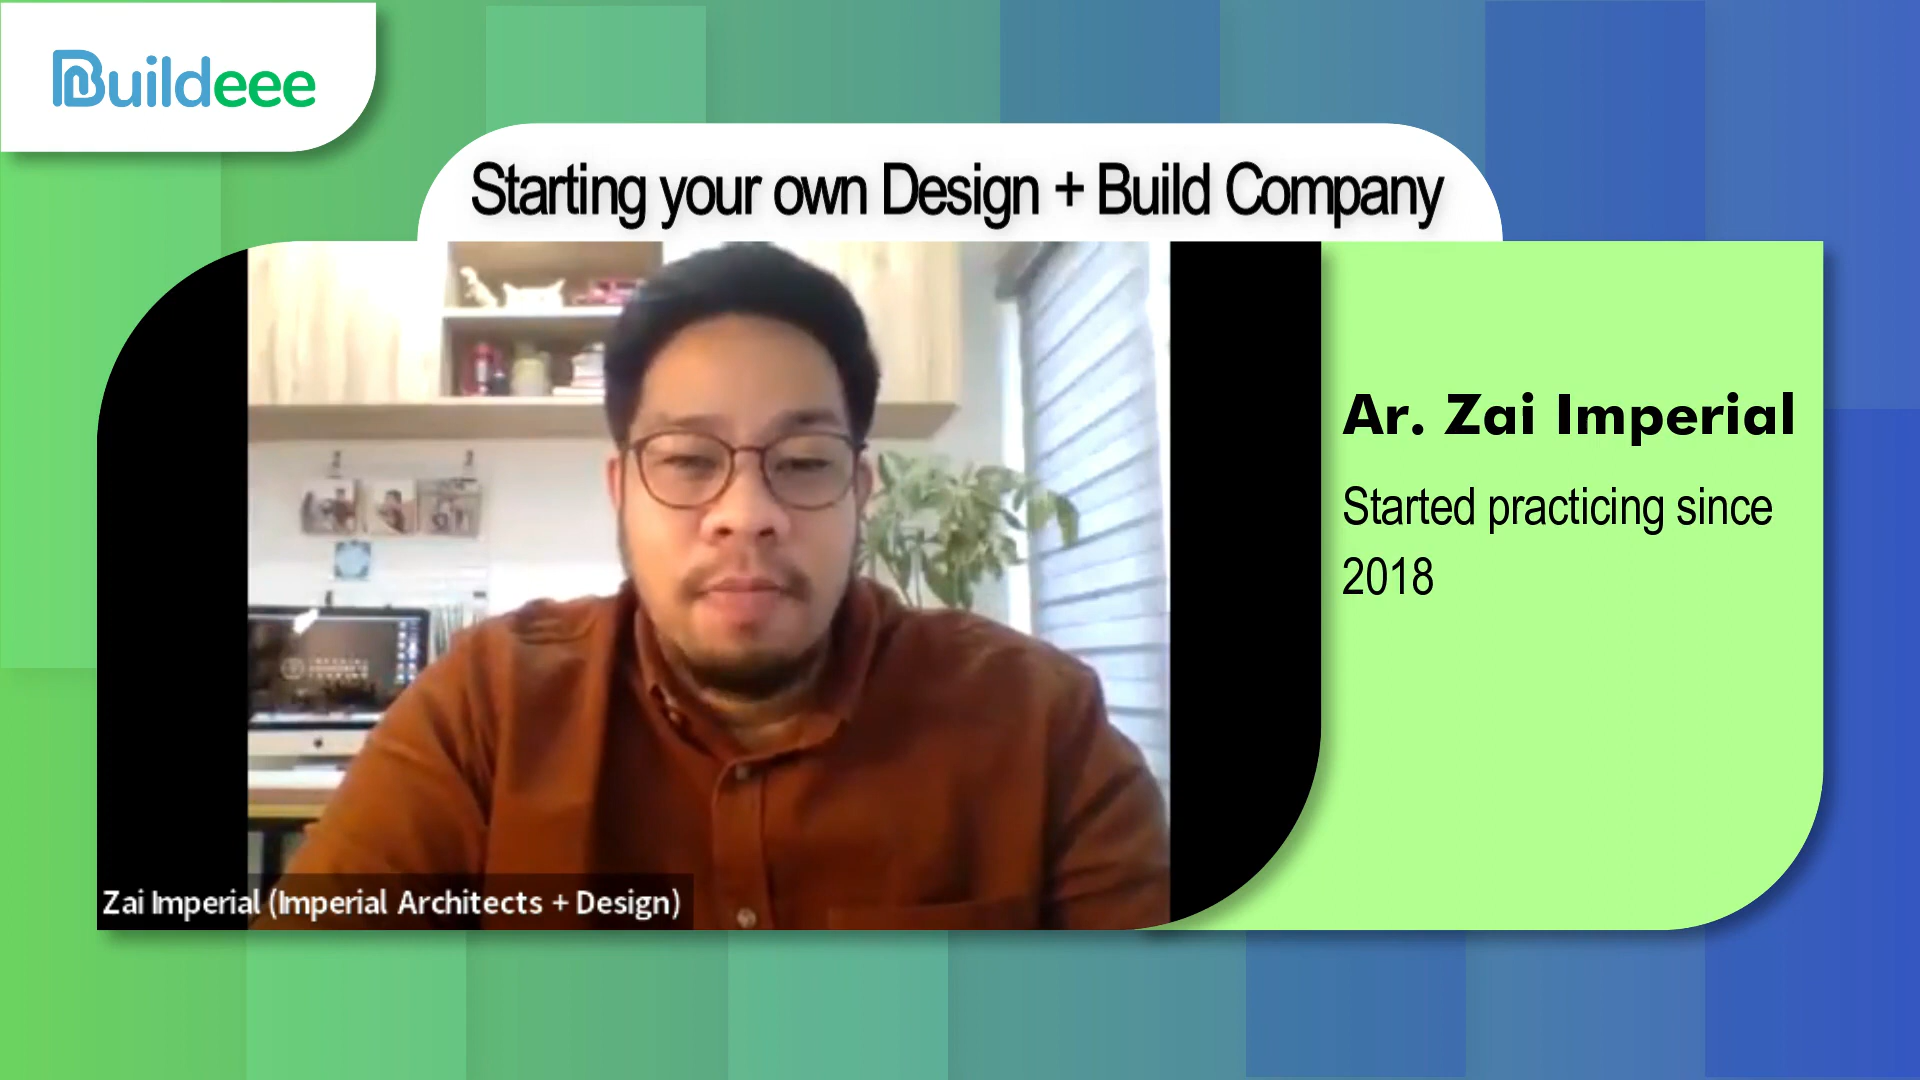 Buildeee
Starting your own Design + Build Company
Ar. Zai Imperial
Started practicing since
2018
Zai Imperial (Imperial Architects + Design)